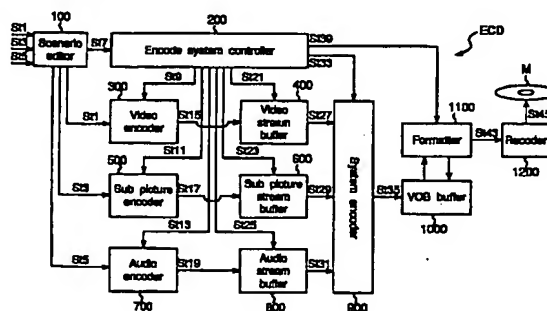 St1
St3
St5
100
Scenario
editor
St7
200
Encode system controller
St39
St33
ECD
M
St9
St21
300
Video
encoder
St1
St15
400
Video
stream
buffer
St27
1100
Formatter
St43
Recoder
1200
St45
St11
St23
500
Sub picture
encoder
St3
St17
600
Sub picture
stream
buffer
St29
System encoder
St35
VOB buffer
1000
St13
St25
Audio
encoder
St5
St19
700
Audio
stream
buffer
St31
800
900